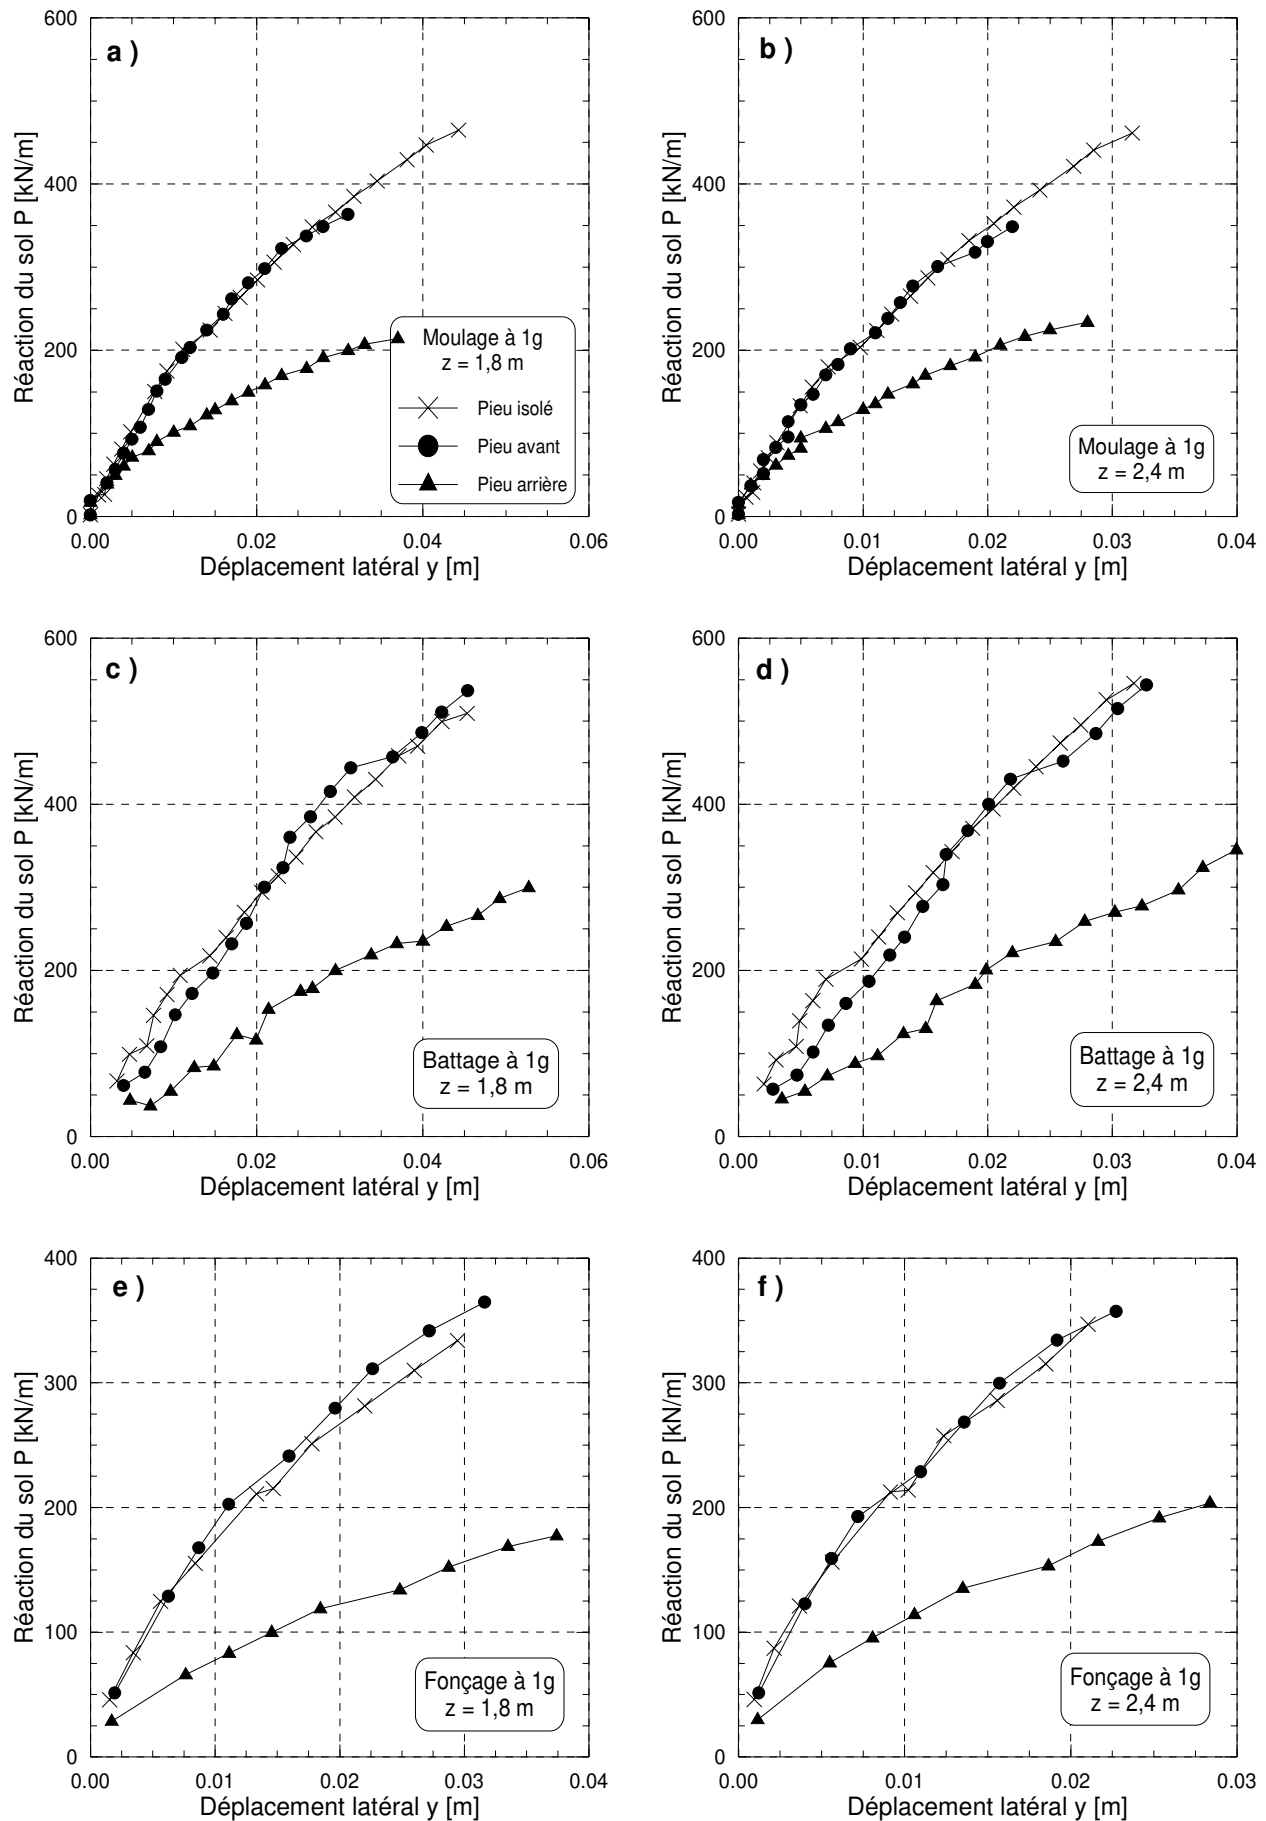 a )
Réaction du sol P [kN/m]
600
400
200
0
0.00 0.02 0.04 0.06
Déplacement latéral y [m]
Moulage à 1g
z = 1,8 m
Pieu isolé
Pieu avant
Pieu arrière
b )
Réaction du sol P [kN/m]
600
400
200
0
0.00 0.01 0.02 0.03 0.04
Déplacement latéral y [m]
Moulage à 1g
z = 2,4 m
c )
Réaction du sol P [kN/m]
600
400
200
0
0.00 0.02 0.04 0.06
Déplacement latéral y [m]
Battage à 1g
z = 1,8 m
d )
Réaction du sol P [kN/m]
600
400
200
0
0.00 0.01 0.02 0.03 0.04
Déplacement latéral y [m]
Battage à 1g
z = 2,4 m
e )
Réaction du sol P [kN/m]
400
300
200
100
0
0.00 0.01 0.02 0.03 0.04
Déplacement latéral y [m]
Fonçage à 1g
z = 1,8 m
f )
Réaction du sol P [kN/m]
400
300
200
100
0
0.00 0.01 0.02 0.03
Déplacement latéral y [m]
Fonçage à 1g
z = 2,4 m